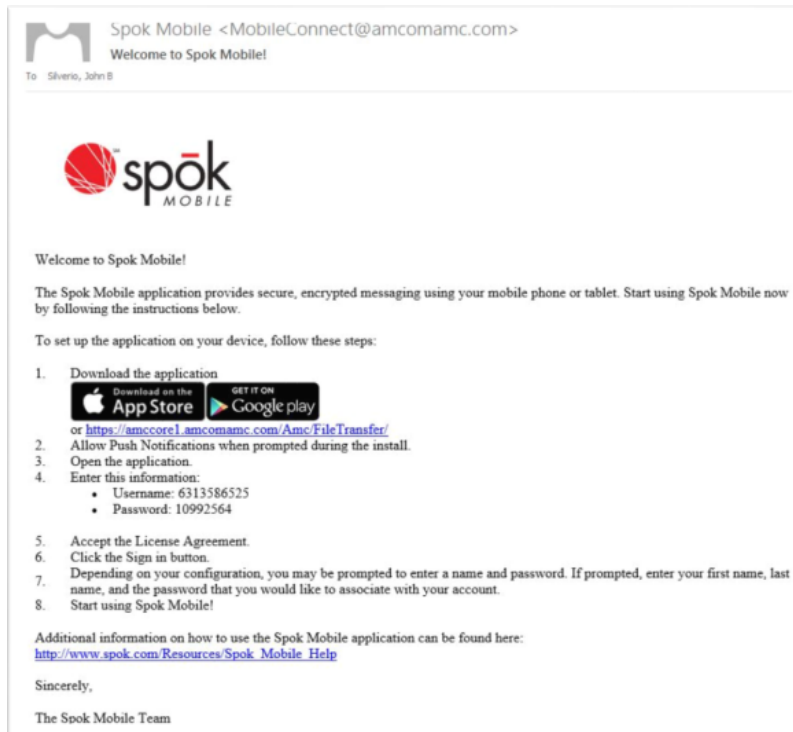 Spok Mobile <MobileConnect@amcomamc.com>
Welcome to Spok Mobile!
To Silverio, John B
spōk
MOBILE
Welcome to Spok Mobile!
The Spok Mobile application provides secure, encrypted messaging using your mobile phone or tablet. Start using Spok Mobile now
by following the instructions below.
To set up the application on your device, follow these steps:
1. Download the application
Download on the
App Store
GET IT ON
Google play
or https://amccore1.amcomamc.com/Amc/FileTransfer/
2. Allow Push Notifications when prompted during the install.
3. Open the application.
4. Enter this information:
• Username: 6313586525
• Password: 10992564
5. Accept the License Agreement.
6. Click the Sign in button.
7. Depending on your configuration, you may be prompted to enter a name and password. If prompted, enter your first name, last
name, and the password that you would like to associate with your account.
8. Start using Spok Mobile!
Additional information on how to use the Spok Mobile application can be found here:
http://www.spok.com/Resources/Spok_Mobile_Help
Sincerely,
The Spok Mobile Team